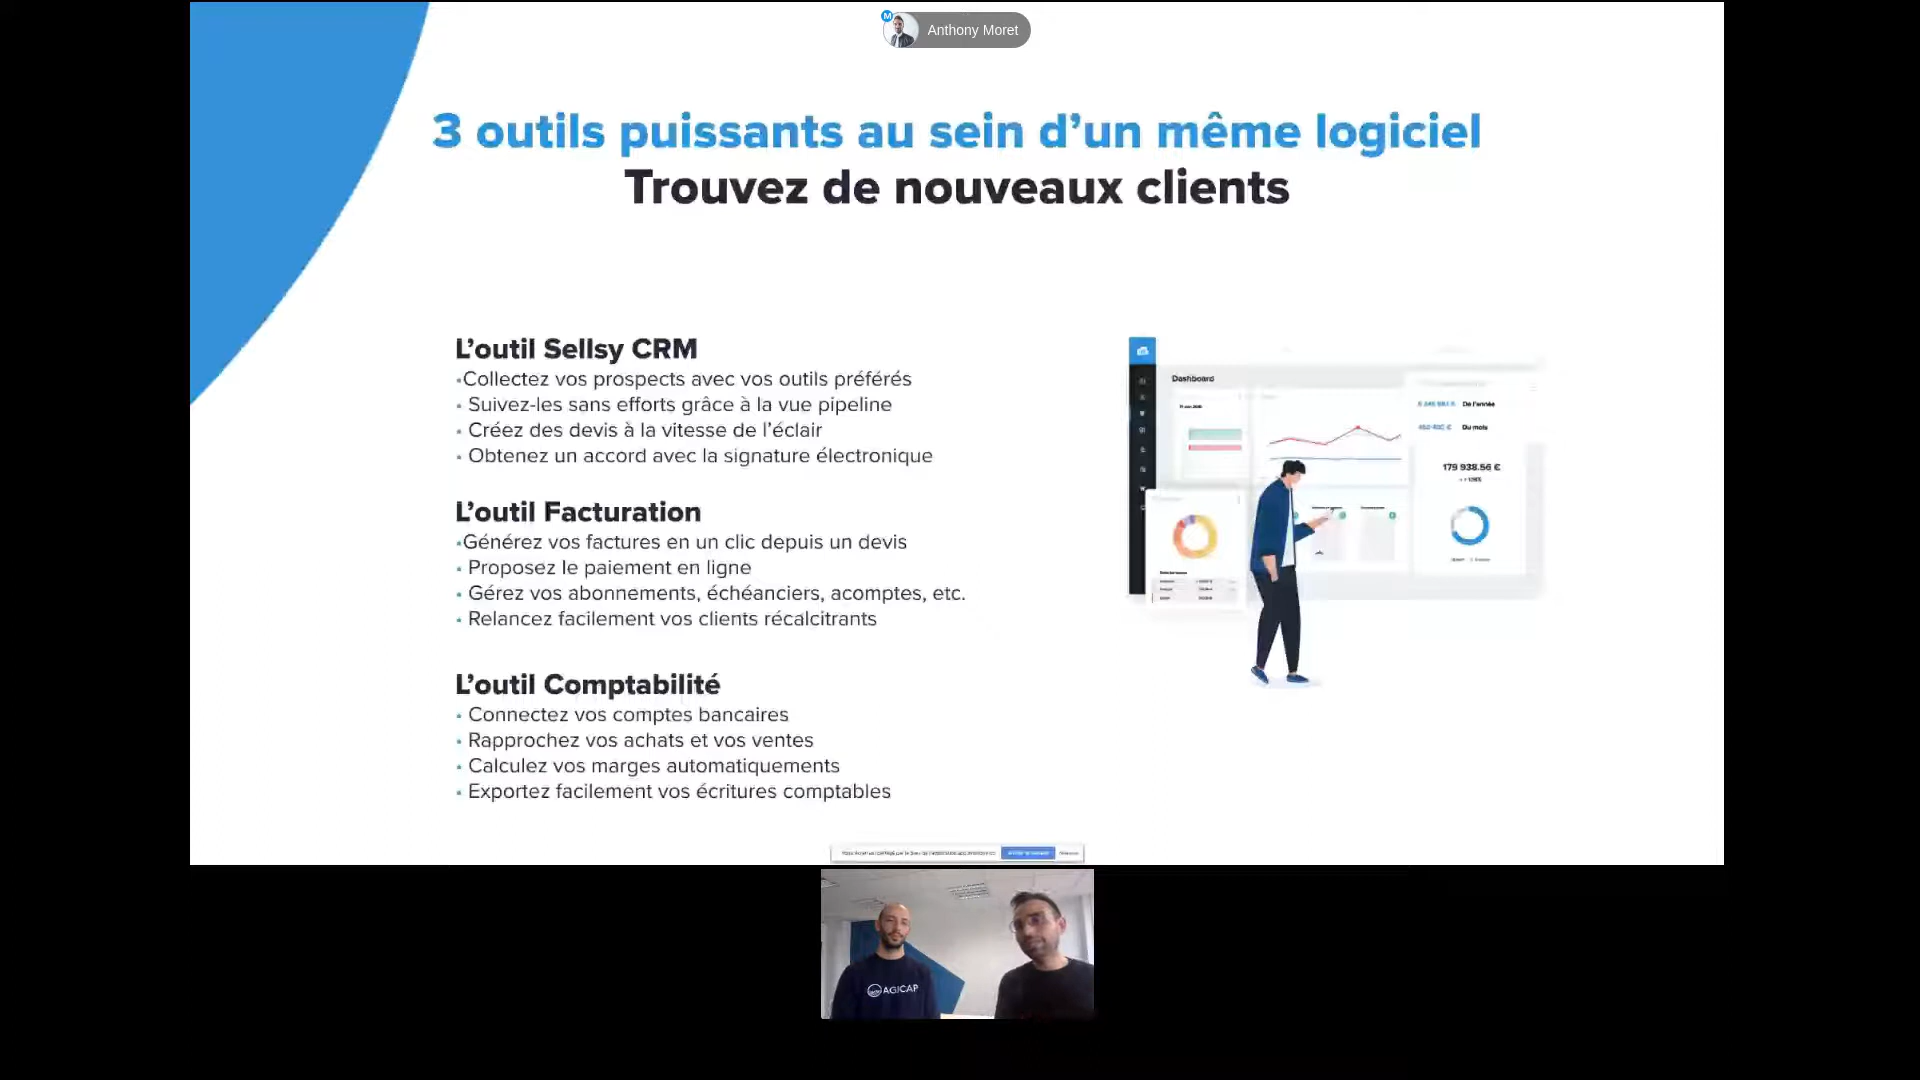 M
Anthony Moret
3 outils puissants au sein d’un même logiciel
Trouvez de nouveaux clients
L’outil Sellsy CRM
•Collectez vos prospects avec vos outils préférés
• Suivez-les sans efforts grâce à la vue pipeline
• Créez des devis à la vitesse de l’éclair
• Obtenez un accord avec la signature électronique
L’outil Facturation
•Générez vos factures en un clic depuis un devis
• Proposez le paiement en ligne
• Gérez vos abonnements, échéanciers, acomptes, etc.
• Relancez facilement vos clients récalcitrants
L’outil Comptabilité
• Connectez vos comptes bancaires
• Rapprochez vos achats et vos ventes
• Calculez vos marges automatiquements
• Exportez facilement vos écritures comptables
Dashboard
De l'année
Du mois
179 938.56 €
AGICAP